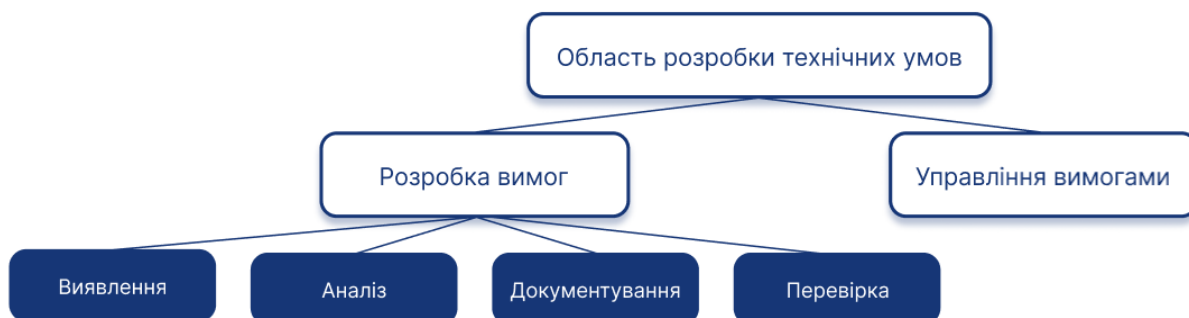 Область розробки технічних умов
Розробка вимог
Управління вимогами
Виявлення
Аналіз
Документування
Перевірка